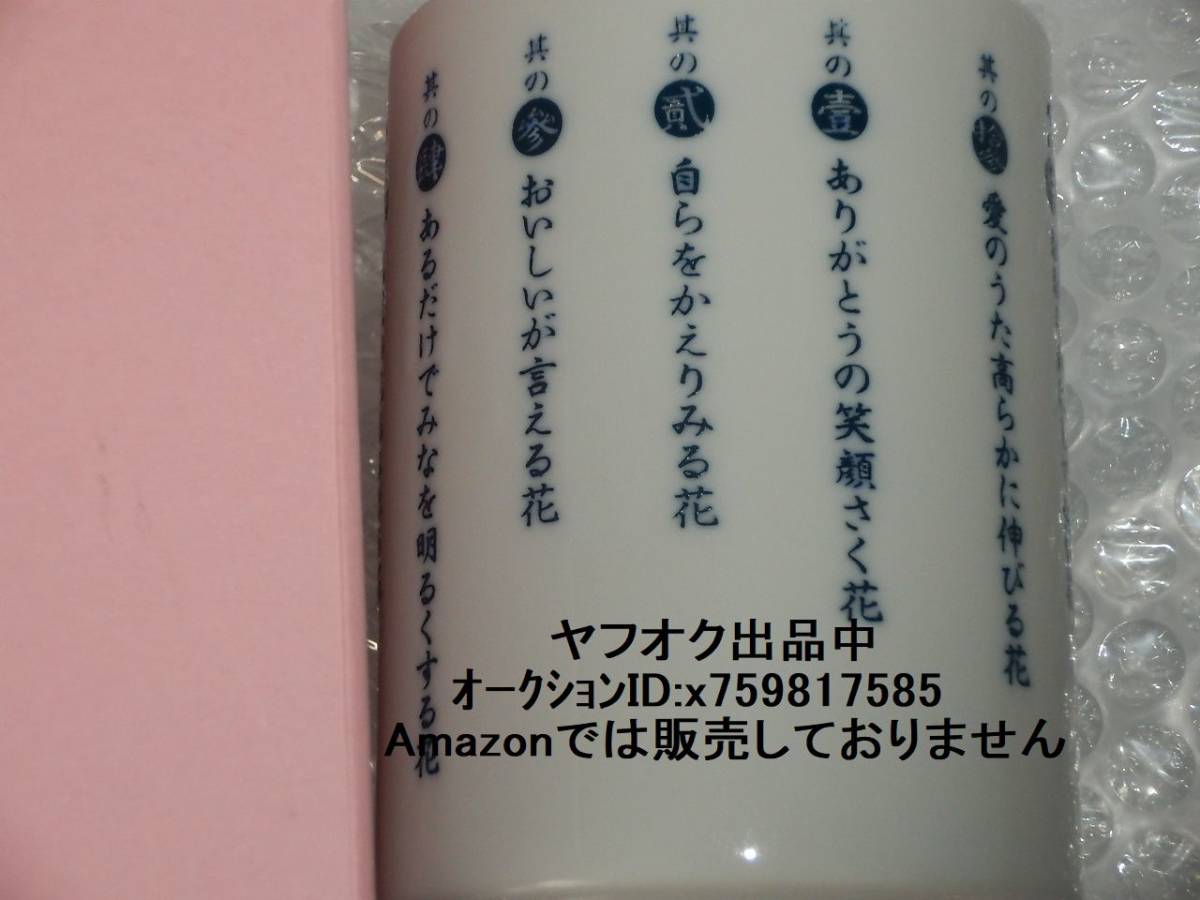 其の拾参 愛のうた高らかに伸びる花
其の壹 ありがとうの笑顔さく花
其の貳 自らをかえりみる花
其の参 おいしいが言える花
其の肆 あるだけでみなを明るくする花
ヤフオク出品中
ｵｰｸｼｮﾝID:x759817585
Amazonでは販売しておりません